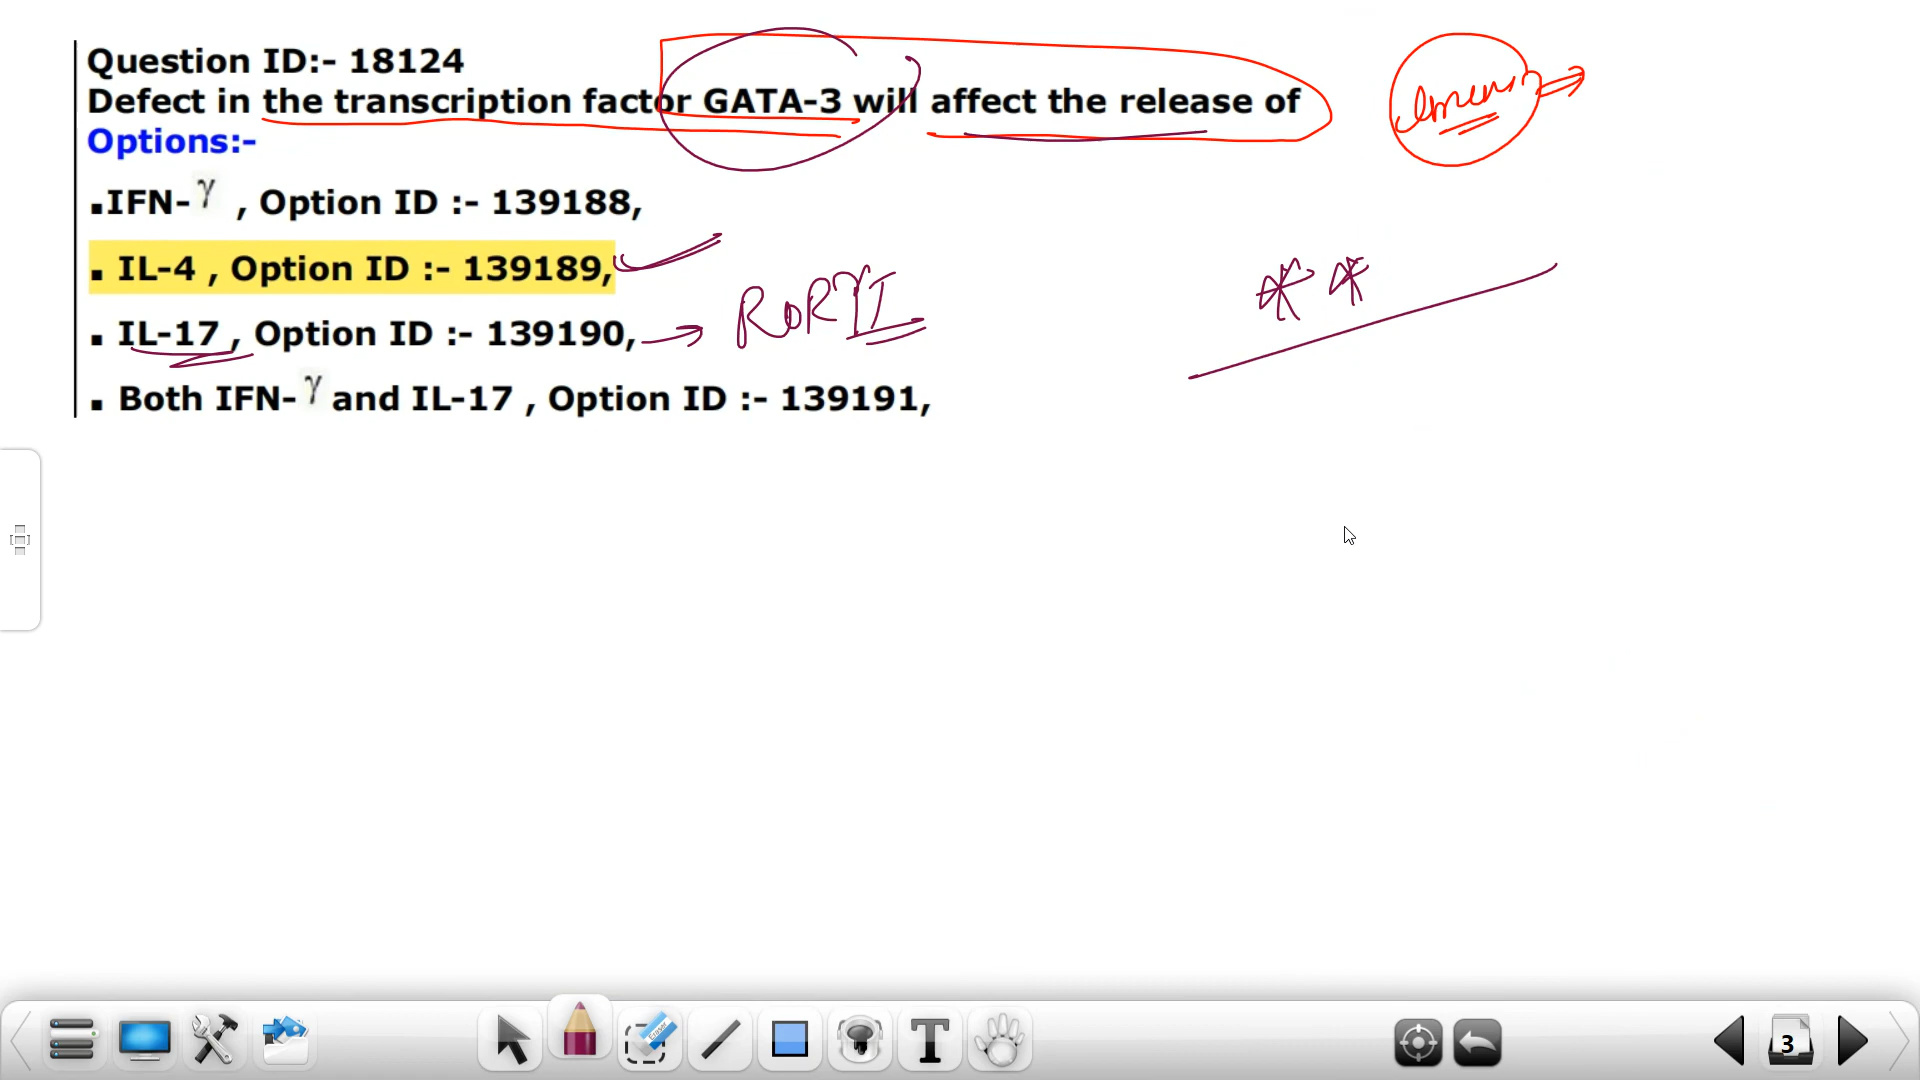 Question ID:- 18124
Defect in the transcription factor GATA-3 will affect the release of
Options:-
▪IFN-γ , Option ID :- 139188,
▪ IL-4 , Option ID :- 139189,
▪ IL-17 , Option ID :- 139190, → RORγT
▪ Both IFN-γ and IL-17 , Option ID :- 139191,
* *
Eraser
T
3